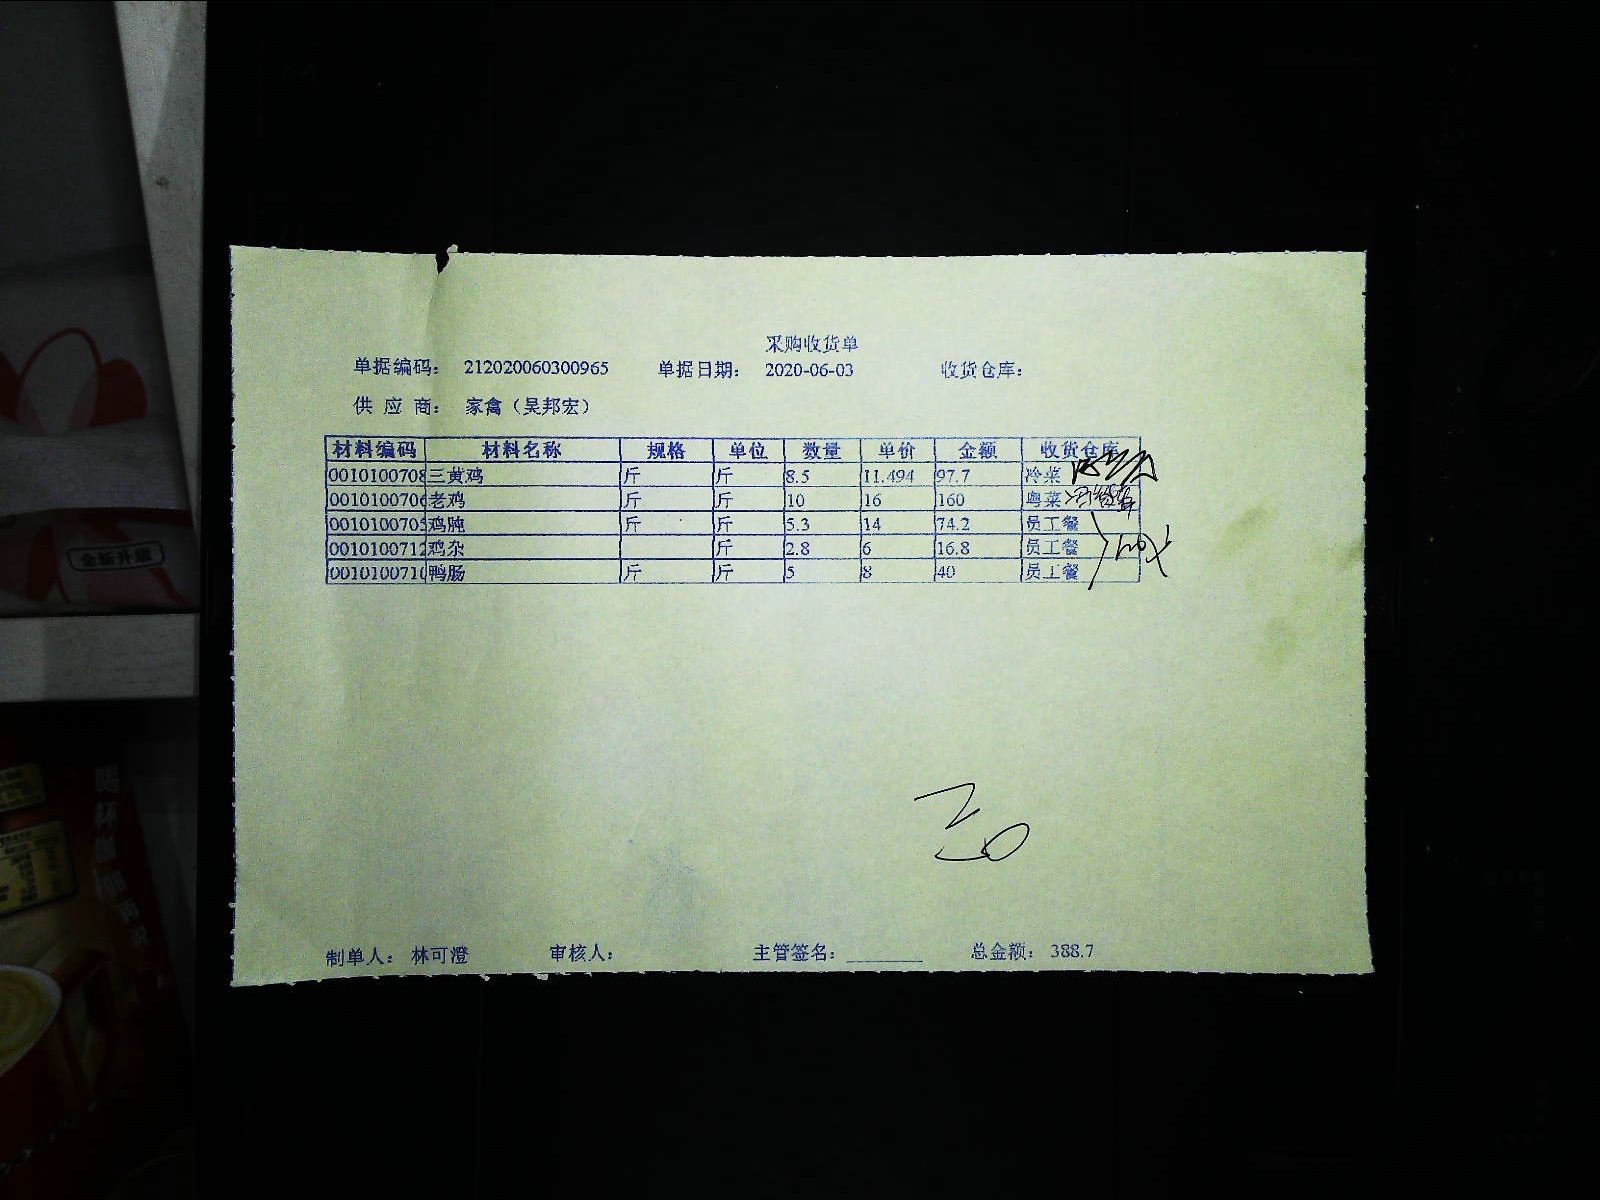 采购收货单
单据编码： 212020060300965 单据日期： 2020-06-03 收货仓库：
供 应 商： 家禽（吴邦宏）
材料编码 材料名称 规格 单位 数量 单价 金额 收货仓库
0010100708 三黄鸡 斤 斤 8.5 11.494 97.7 冷菜
0010100706 老鸡 斤 斤 10 16 160 粤菜
0010100705 鸡肫 斤 斤 5.3 14 74.2 员工餐
0010100712 鸡杂 斤 2.8 6 16.8 员工餐
001010071 鸭肠 斤 斤 5 8 40 员工餐
制单人： 林可澄 审核人： 主管签名： 总金额： 388.7
全新升级